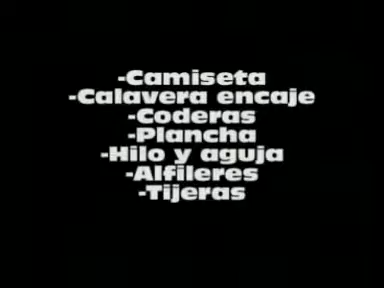 -Camiseta
-Calavera encaje
-Coderas
-Plancha
-Hilo y aguja
-Alfileres
-Tijeras